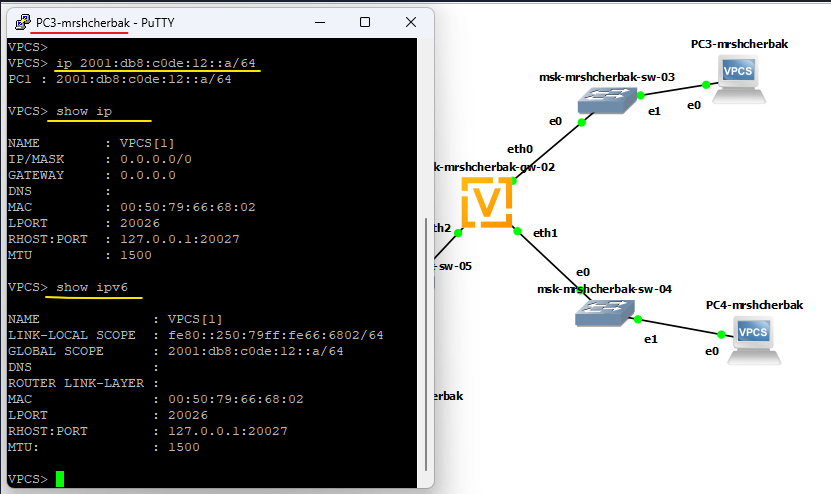 PC3-mrshcherbak - PuTTY
VPCS>
VPCS> ip 2001:db8:c0de:12::a/64
PC1 : 2001:db8:c0de:12::a/64
VPCS> show ip
NAME : VPCS[1]
IP/MASK : 0.0.0.0/0
GATEWAY : 0.0.0.0
DNS :
MAC : 00:50:79:66:68:02
LPORT : 20026
RHOST:PORT : 127.0.0.1:20027
MTU : 1500
VPCS> show ipv6
NAME : VPCS[1]
LINK-LOCAL SCOPE : fe80::250:79ff:fe66:6802/64
GLOBAL SCOPE : 2001:db8:c0de:12::a/64
DNS :
ROUTER LINK-LAYER :
MAC : 00:50:79:66:68:02
LPORT : 20026
RHOST:PORT : 127.0.0.1:20027
MTU: : 1500
VPCS>
PC3-mrshcherbak
VPCS
msk-mrshcherbak-sw-03
e1
e0
e0
eth0
k-mrshcherbak-gw-02
V
th2
eth1
-sw-05
e0
msk-mrshcherbak-sw-04
PC4-mrshcherbak
VPCS
e1
e0
erbak